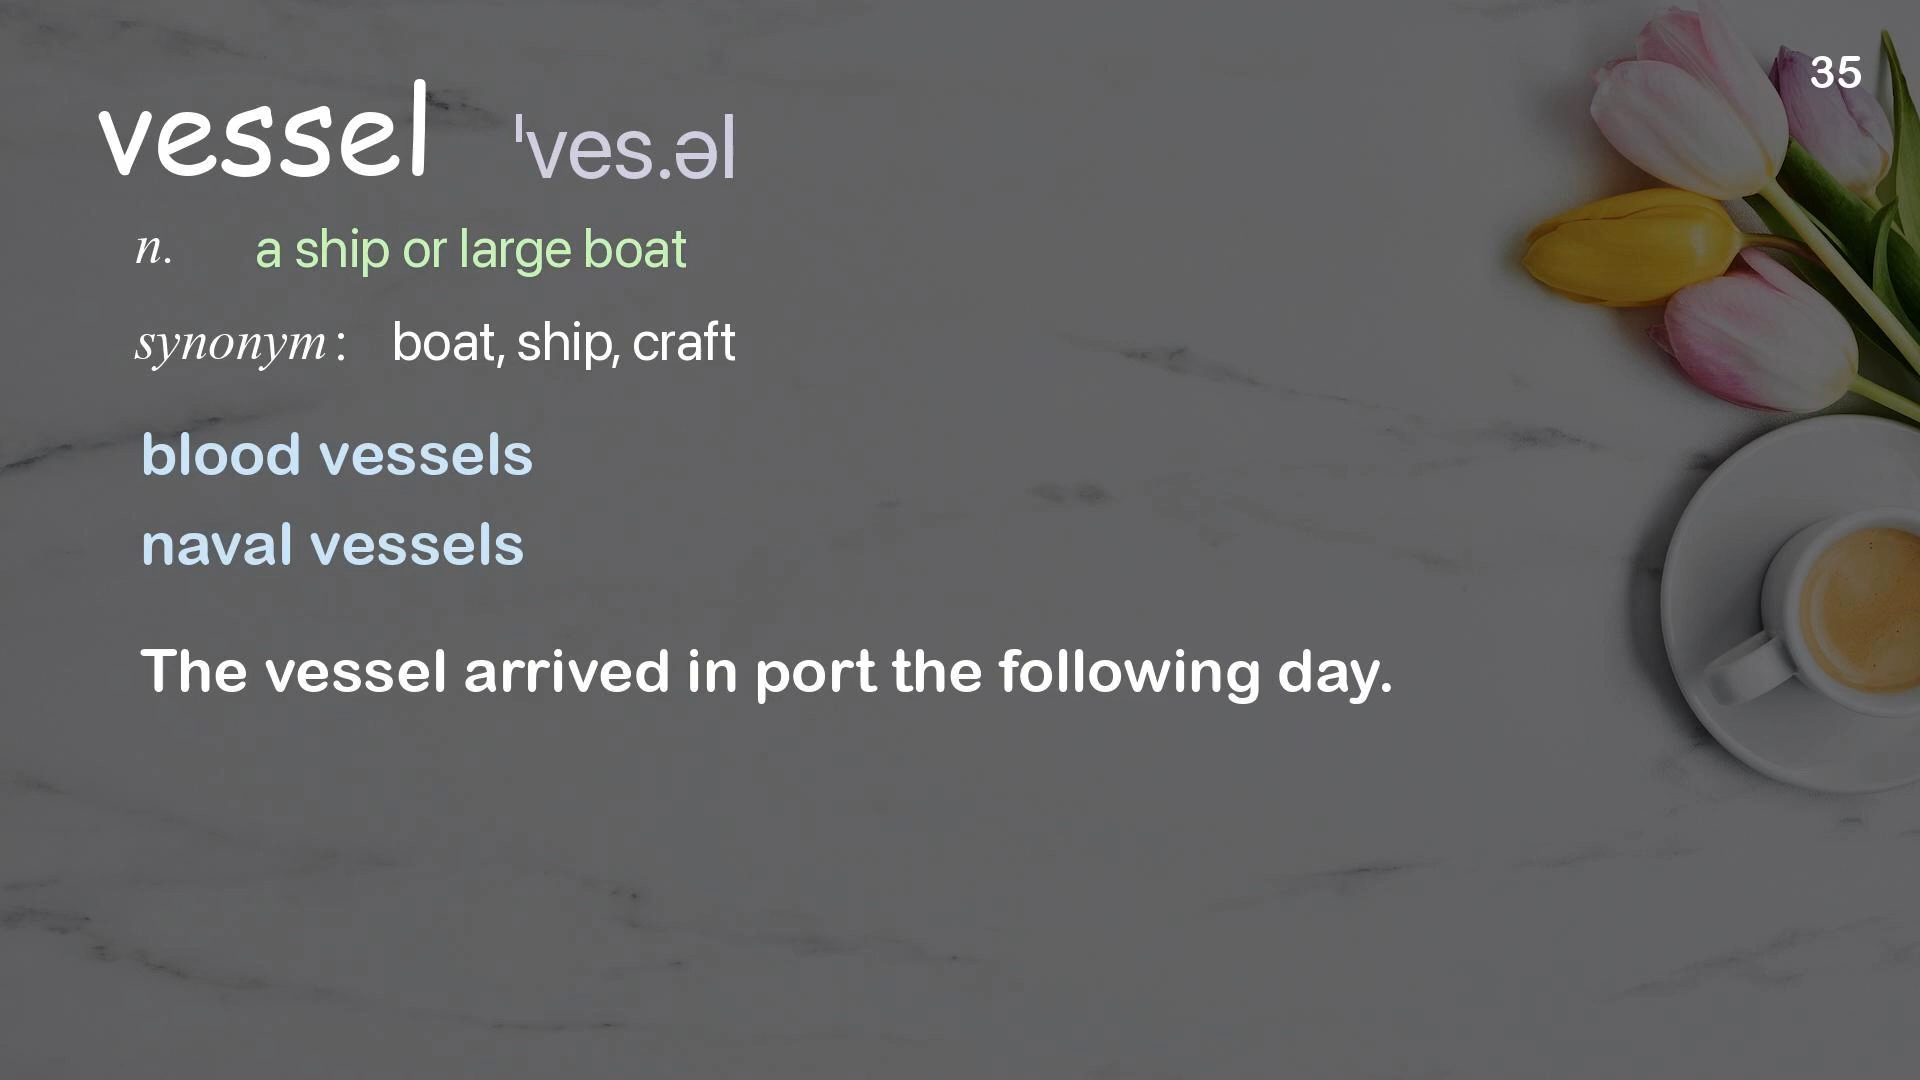 35
vessel ˈves.əl
n. a ship or large boat
synonym: boat, ship, craft
blood vessels
naval vessels
The vessel arrived in port the following day.